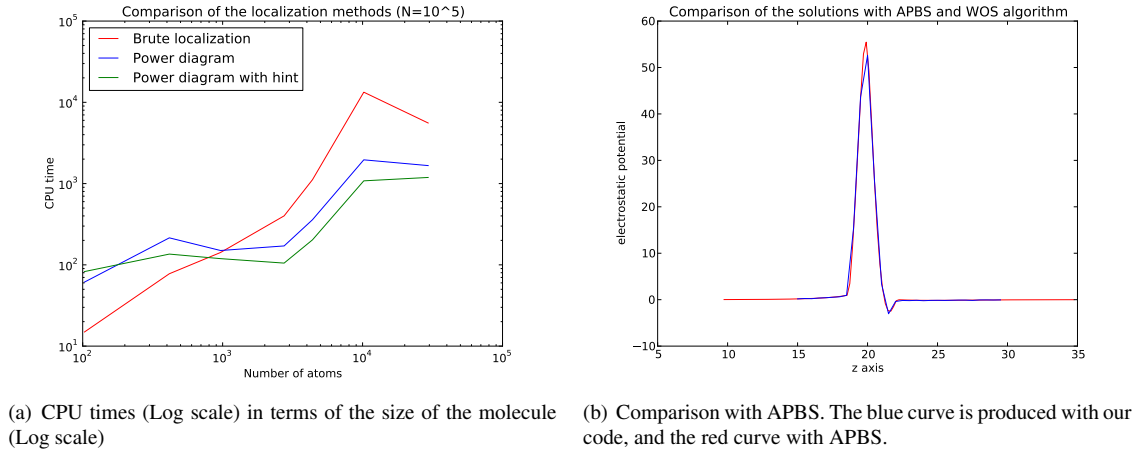 Comparison of the localization methods (N=10^5)
Brute localization
Power diagram
Power diagram with hint
CPU time
10^5
10^4
10^3
10^2
10^1
10^2 10^3 10^4 10^5
Number of atoms
(a) CPU times (Log scale) in terms of the size of the molecule
(Log scale)
Comparison of the solutions with APBS and WOS algorithm
electrostatic potential
60
50
40
30
20
10
0
−10
5 10 15 20 25 30 35
z axis
(b) Comparison with APBS. The blue curve is produced with our
code, and the red curve with APBS.